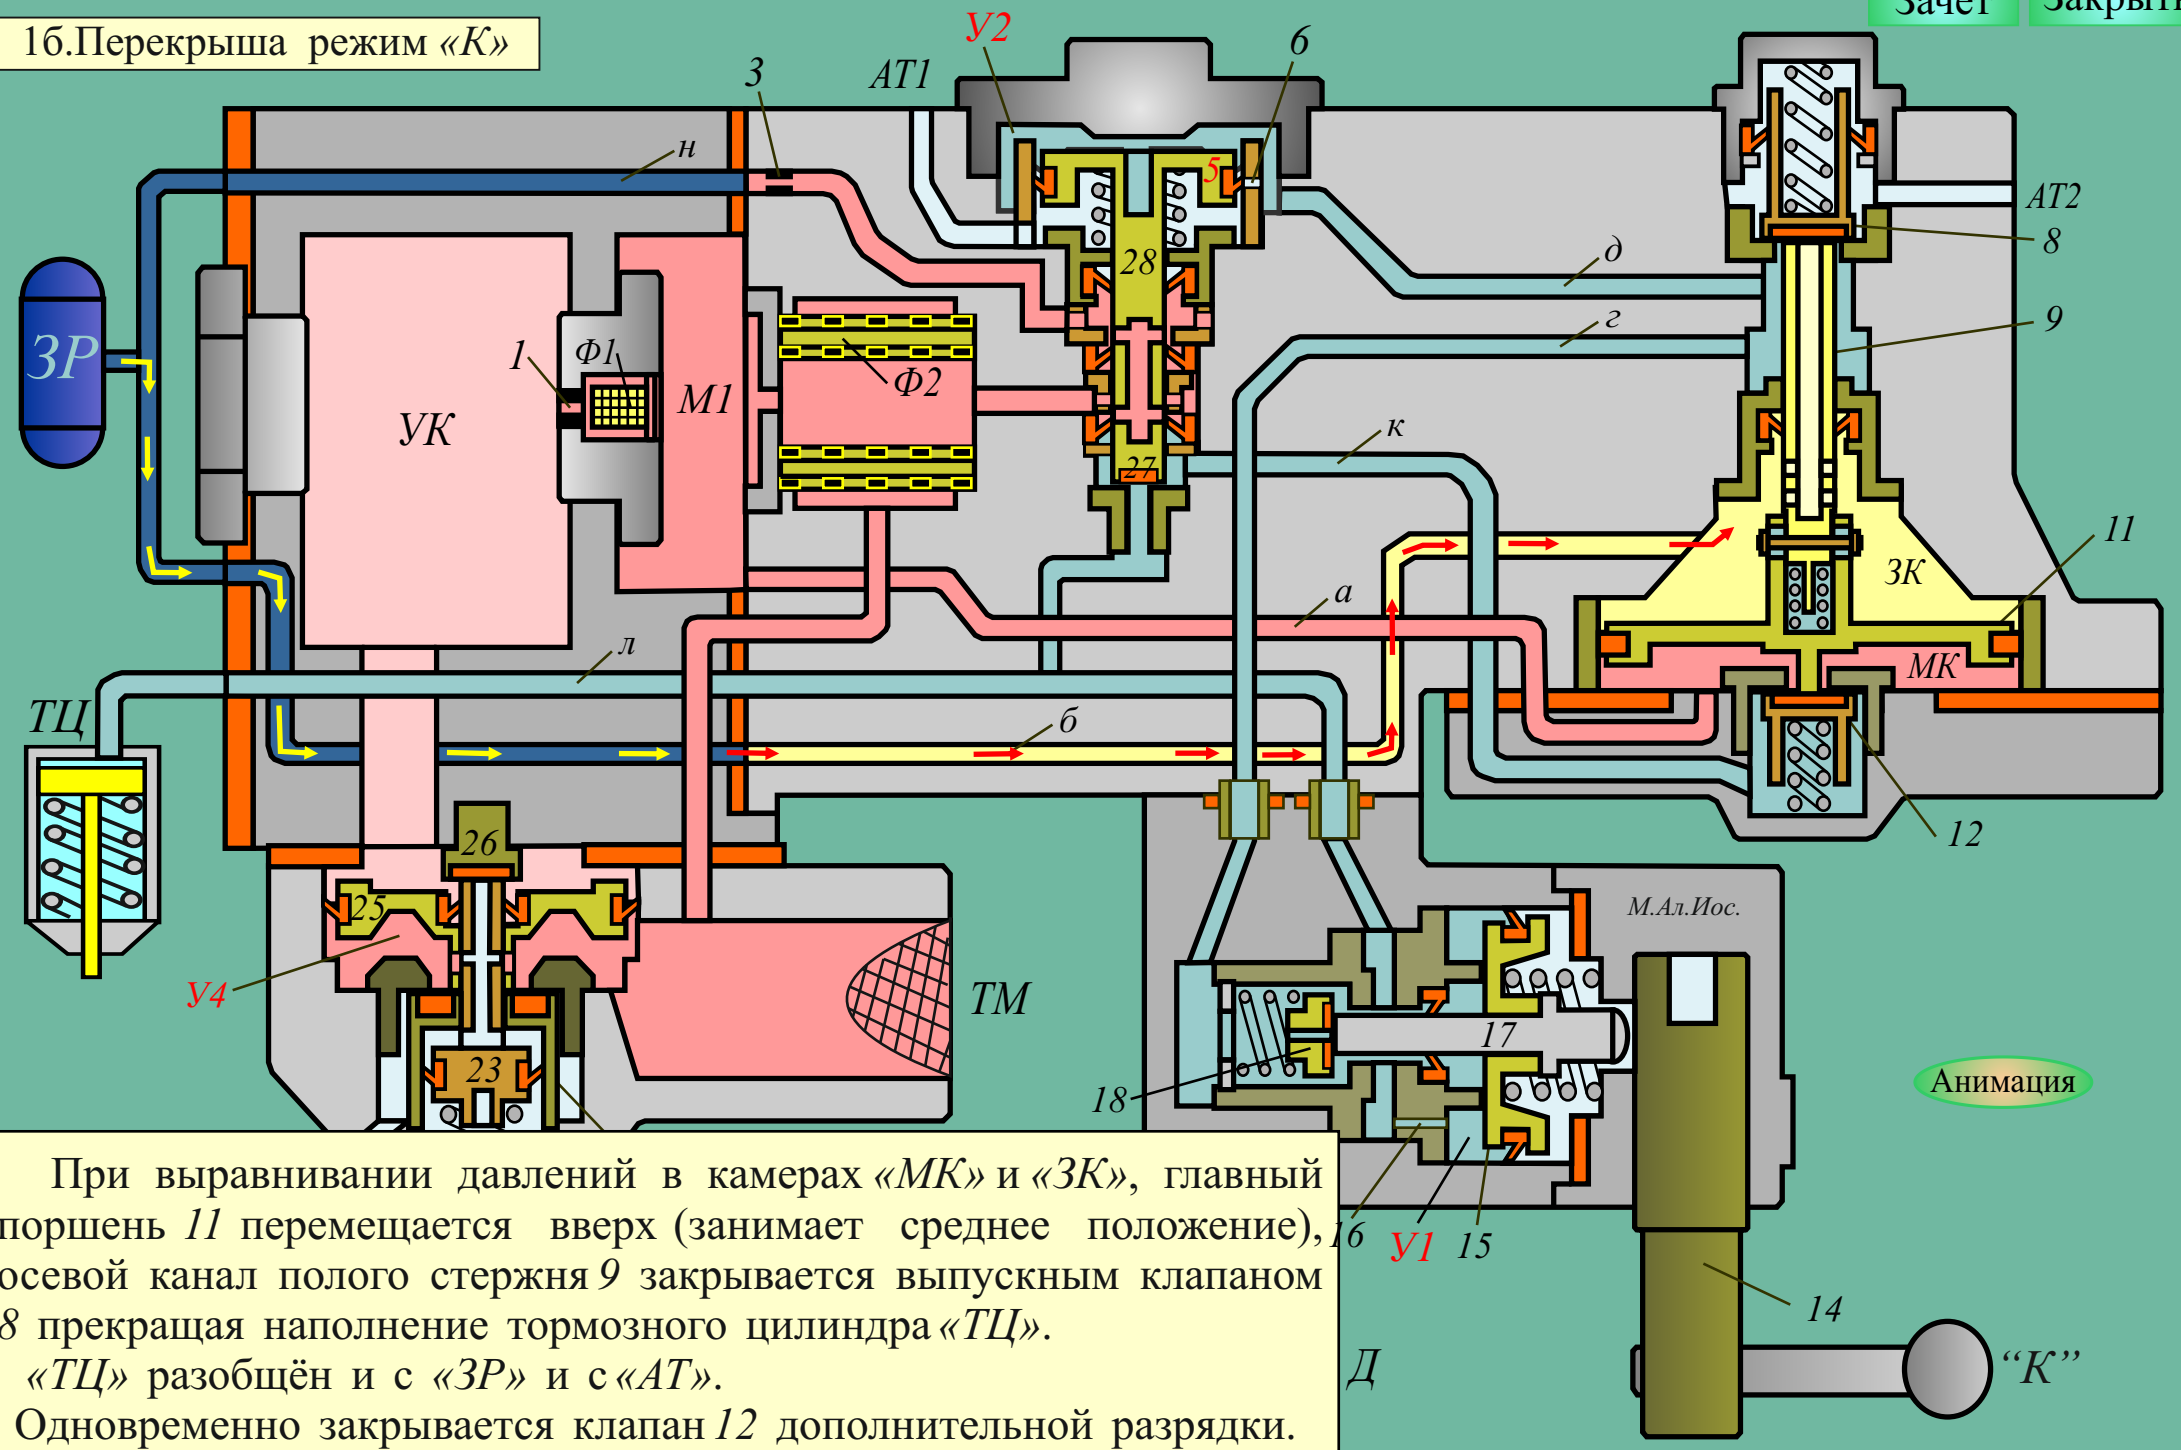 Зачет
Закрыть
1б.Перекрыша режим «К»
У2
6
3
АТ1
н
5
АТ2
8
28
д
г
9
ЗР
1
Ф1
М1
Ф2
УК
к
27
11
ЗК
а
МК
л
ТЦ
б
12
26
25
М.Ал.Иос.
У4
ТМ
17
23
18
Анимация
16
У1
15
14
Д
“К”
При выравнивании давлений в камерах «МК» и «ЗК», главный
поршень 11 перемещается вверх (занимает среднее положение),
осевой канал полого стержня 9 закрывается выпускным клапаном
8 прекращая наполнение тормозного цилиндра «ТЦ».
«ТЦ» разобщён и с «ЗР» и с «АТ».
Одновременно закрывается клапан 12 дополнительной разрядки.